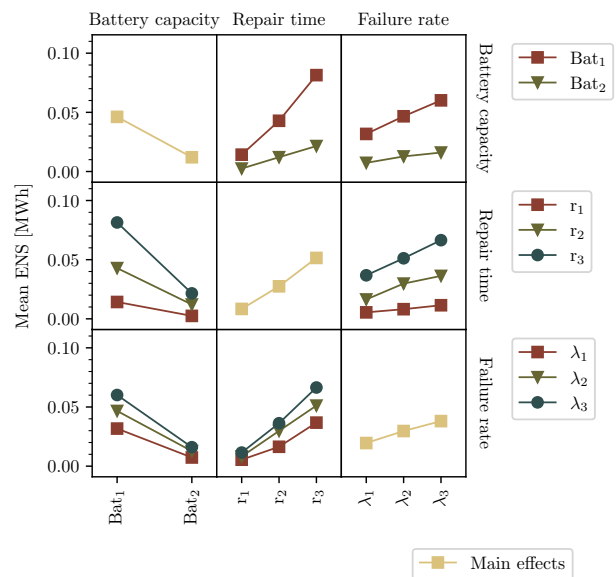 Battery capacity Repair time Failure rate
0.10
0.05
0.00
Battery capacity
Bat₁
Bat₂
Mean ENS [MWh]
0.10
0.05
0.00
Repair time
r₁
r₂
r₃
0.10
0.05
0.00
Failure rate
λ₁
λ₂
λ₃
Bat₁ Bat₂ r₁ r₂ r₃ λ₁ λ₂ λ₃
Main effects